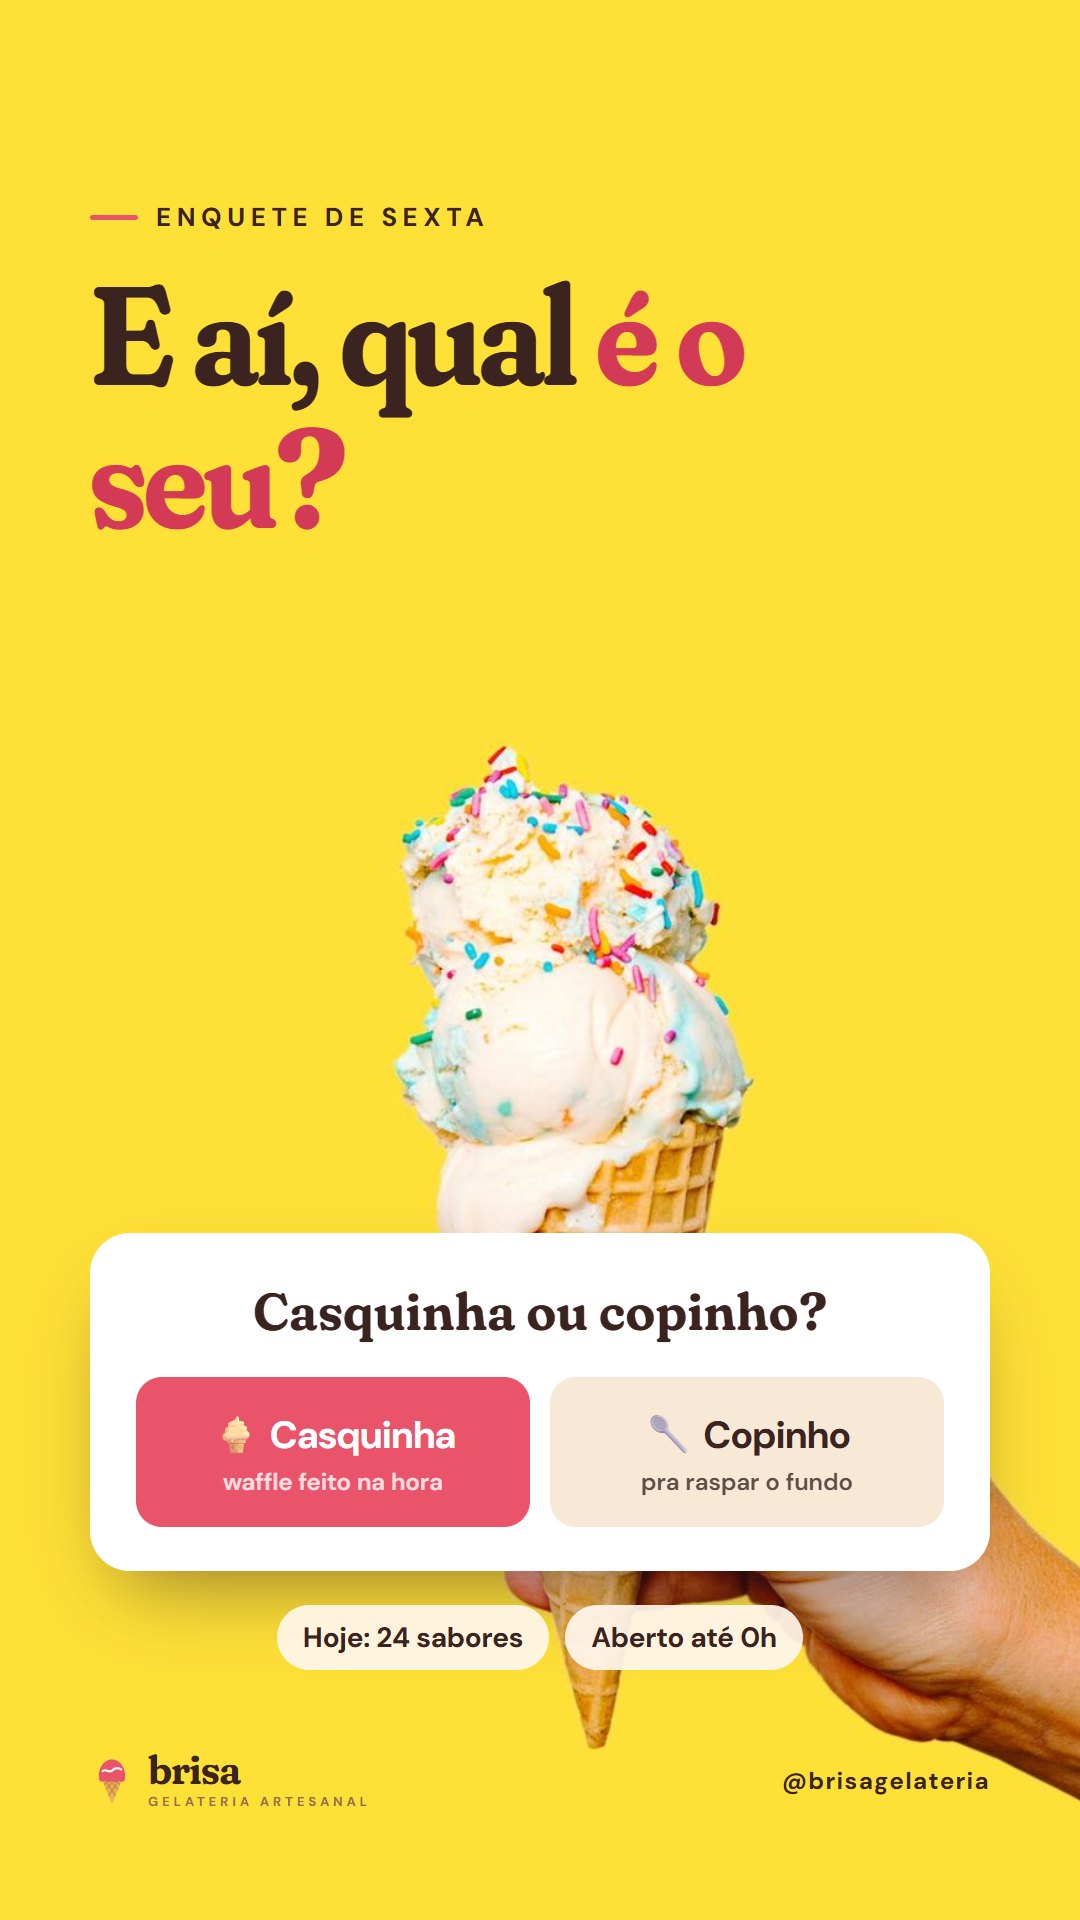 ENQUETE DE SEXTA
E aí, qual é o
seu?
Casquinha ou copinho?
Casquinha
waffle feito na hora
Copinho
pra raspar o fundo
Hoje: 24 sabores
Aberto até 0h
brisa
GELATERIA ARTESANAL
@brisagelateria